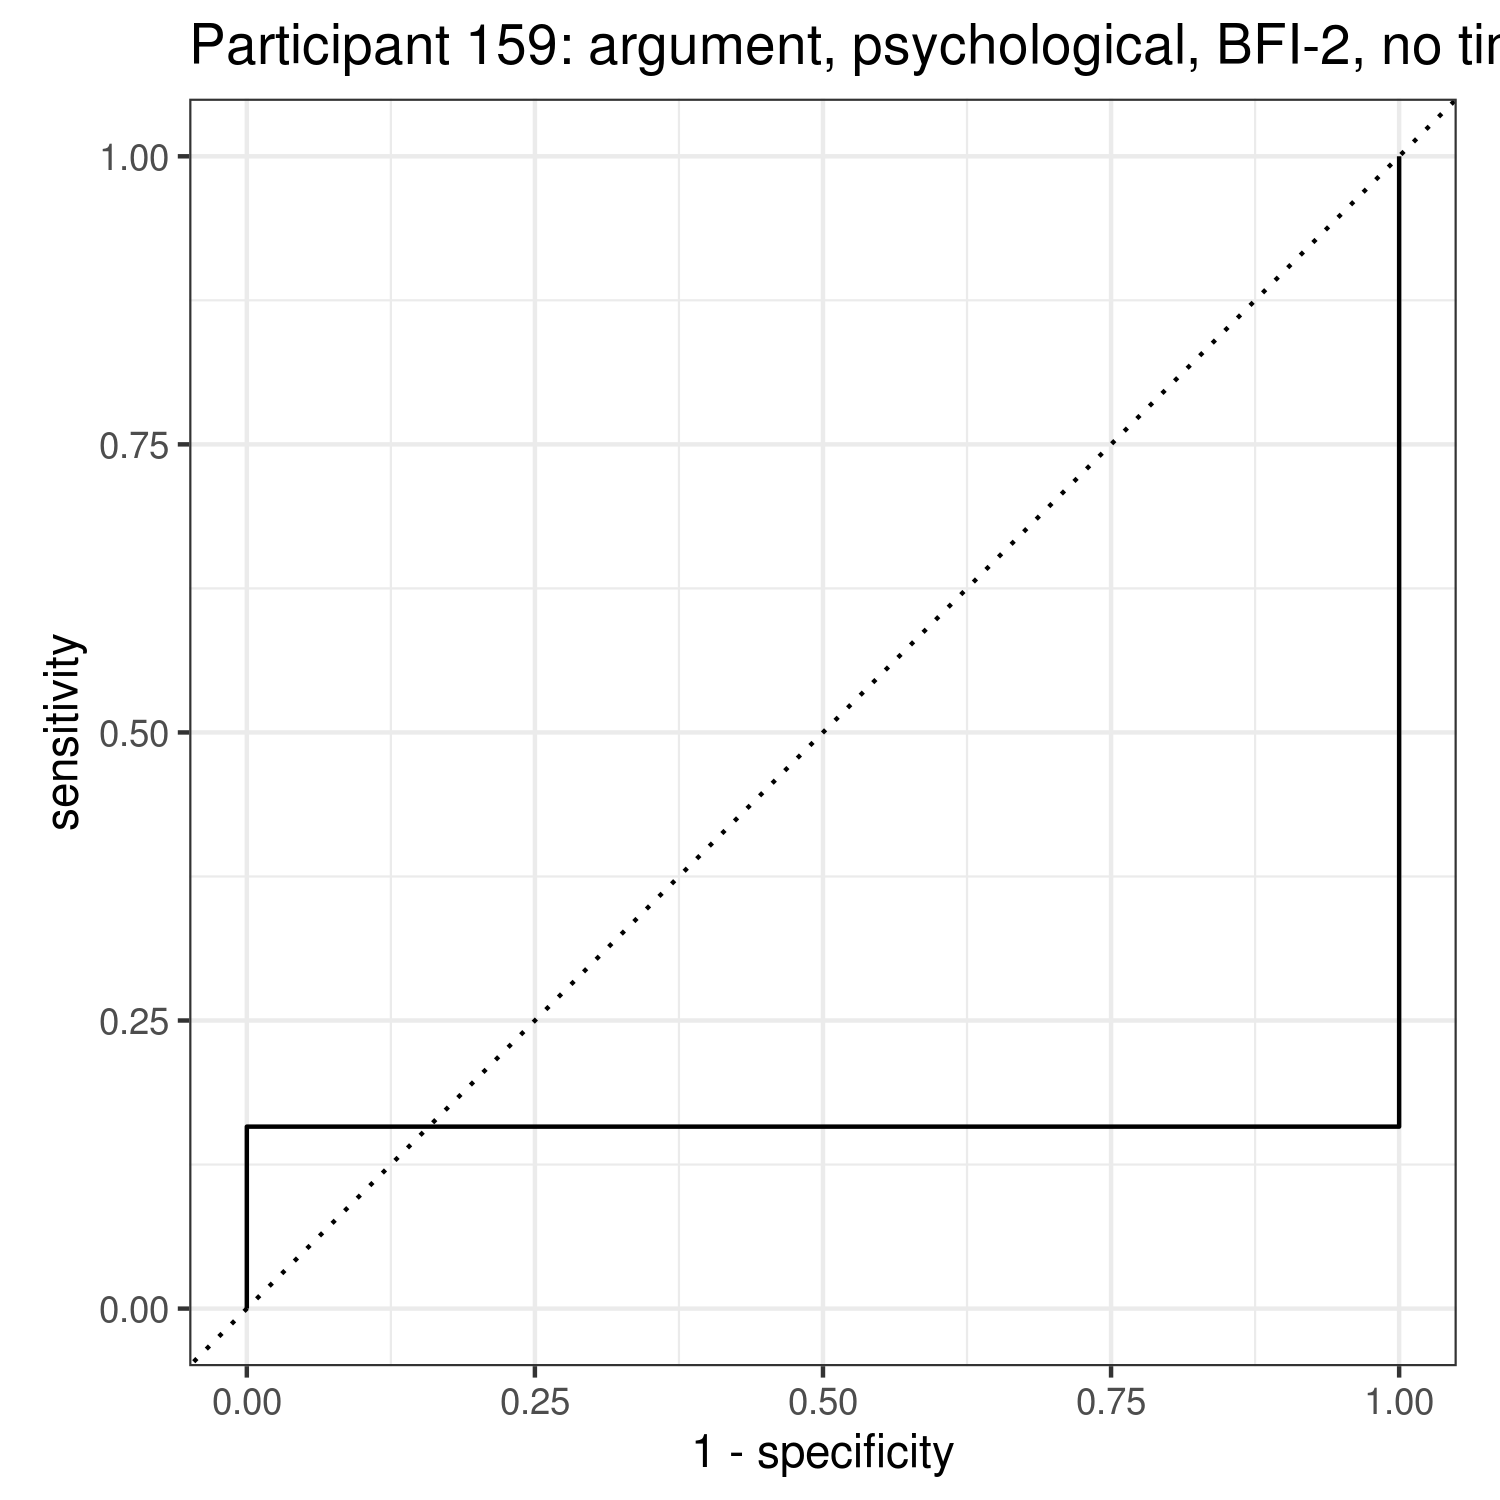 Participant 159: argument, psychological, BFI-2, no
1.00
0.75
0.50
0.25
0.00
sensitivity
0.00 0.25 0.50 0.75 1.00
1 - specificity